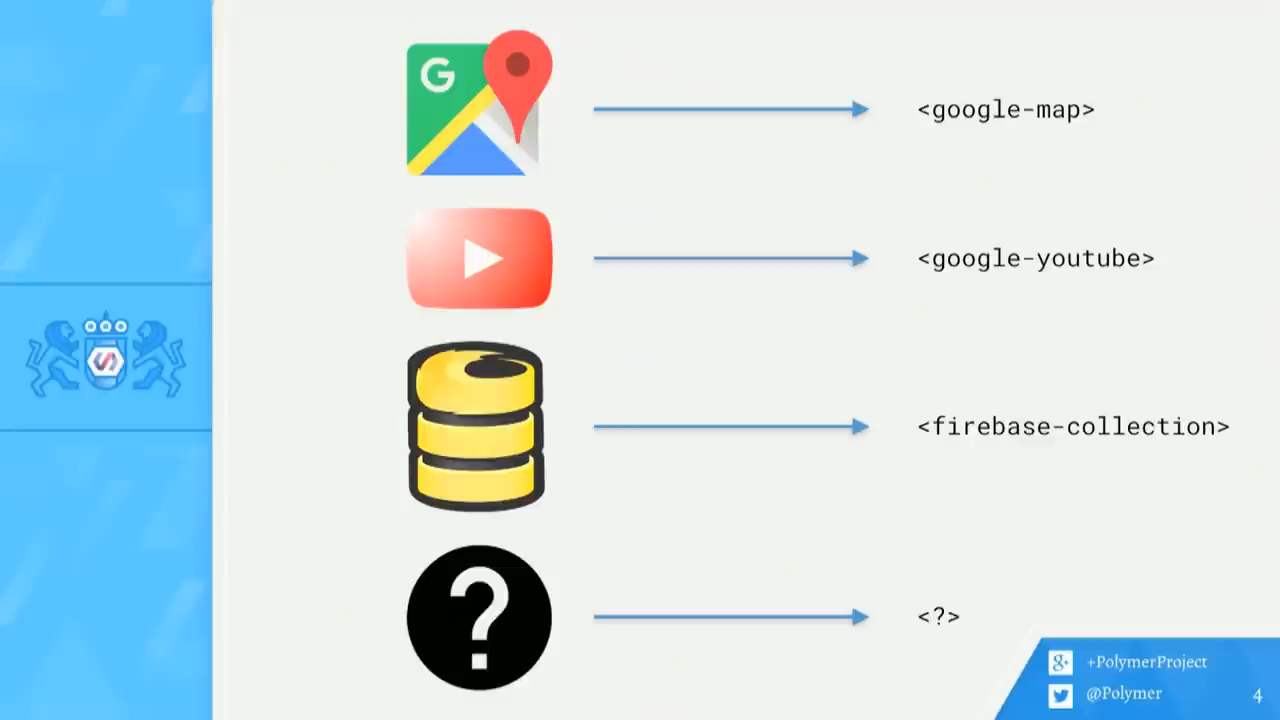 G
<google-map>
<google-youtube>
<firebase-collection>
?
<?>
g+ +PolymerProject
@Polymer
4